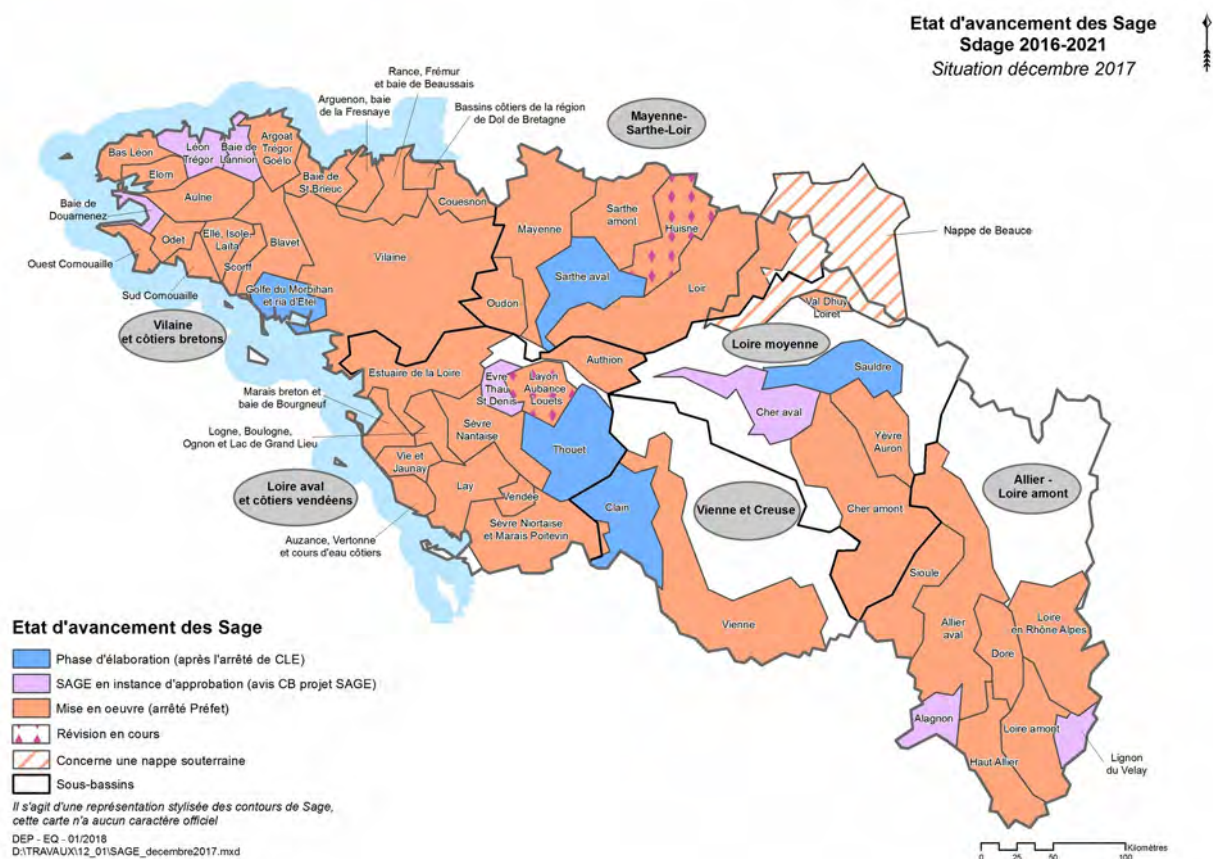 Etat d'avancement des Sage
Sdage 2016-2021
Situation décembre 2017
Rance, Frémur
et baie de Beaussais
Arguenon, baie
de la Fresnaye
Bassins côtiers de la région
de Dol de Bretagne
Mayenne-
Sarthe-Loir
Bas Léon
Léon
Trégor
Baie de
Lannion
Argoat
Trégor
Goëlo
Elorn
Baie de
St Brieuc
Aulne
Couesnon
Baie de
Douarnenez
Mayenne
Sarthe
amont
Huisne
Nappe de Beauce
Odet
Ellé, Isole-
Laïta
Blavet
Vilaine
Ouest Cornouaille
Scorff
Sarthe aval
Loir
Sud Cornouaille
Golfe du Morbihan
et ria d'Etel
Oudon
Val Dhuy
Loiret
Vilaine
et côtiers bretons
Loire moyenne
Estuaire de la Loire
Authion
Sauldre
Evre
Thau
St Denis
Layon
Aubance
Louets
Marais breton et
baie de Bourgneuf
Cher aval
Logne, Boulogne,
Ognon et Lac de Grand Lieu
Sèvre
Nantaise
Yèvre
Auron
Thouet
Vie et
Jaunay
Loire aval
et côtiers vendéens
Lay
Vendée
Clain
Vienne et Creuse
Cher amont
Allier -
Loire amont
Auzance, Vertonne
et cours d'eau côtiers
Sèvre Niortaise
et Marais Poitevin
Sioule
Vienne
Allier
aval
Loire
en Rhône Alpes
Dore
Alagnon
Loire amont
Haut Allier
Lignon
du Velay
Etat d'avancement des Sage
Phase d'élaboration (après l'arrêté de CLE)
SAGE en instance d'approbation (avis CB projet SAGE)
Mise en oeuvre (arrêté Préfet)
Révision en cours
Concerne une nappe souterraine
Sous-bassins
Il s'agit d'une représentation stylisée des contours de Sage,
cette carte n'a aucun caractère officiel
DEP - EQ - 01/2018
D:\TRAVAUX\12_01\SAGE_decembre2017.mxd
Kilomètres
0 25 50 100